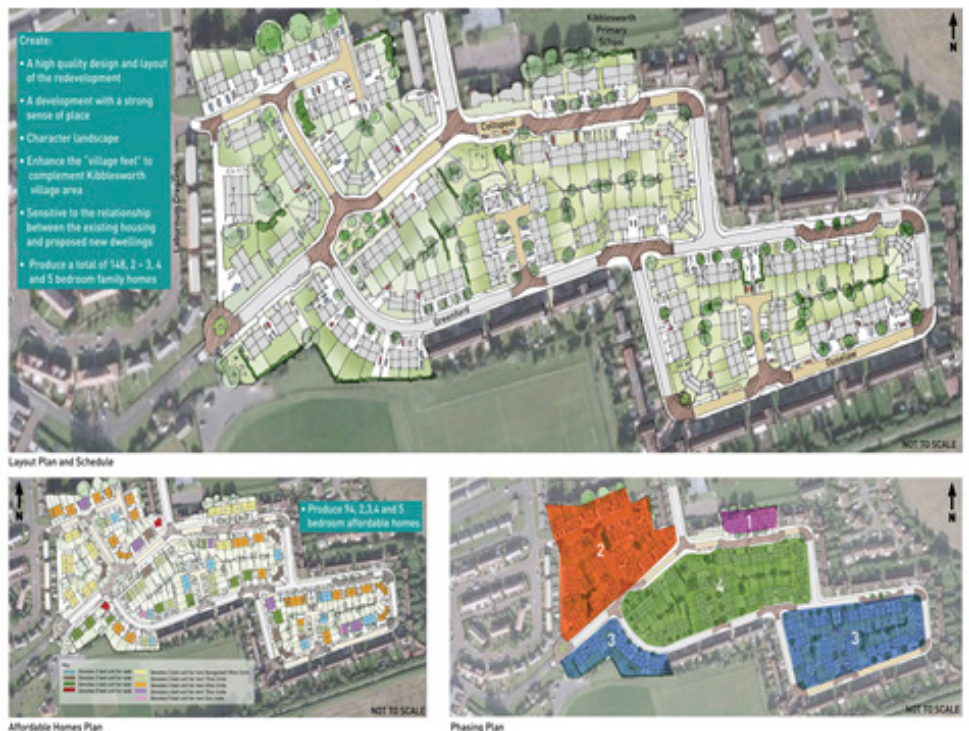 Kibblesworth
Primary
School
N
Create:
• A high quality design and layout
of the redevelopment
• A development with a strong
sense of place
• Character landscape
• Enhance the "village feel" to
complement Kibblesworth
village area
• Sensitive to the relationship
between the existing housing
and proposed new dwellings
• Produce a total of 148, 2 – 3, 4
and 5 bedroom family homes
Laburnum Crescent
Coltspool
Greenford
NOT TO SCALE
Layout Plan and Schedule
N
• Produce 94, 2,3,4 and 5
bedroom affordable homes
NOT TO SCALE
Affordable Homes Plan
N
1
2
4
3
3
NOT TO SCALE
Phasing Plan